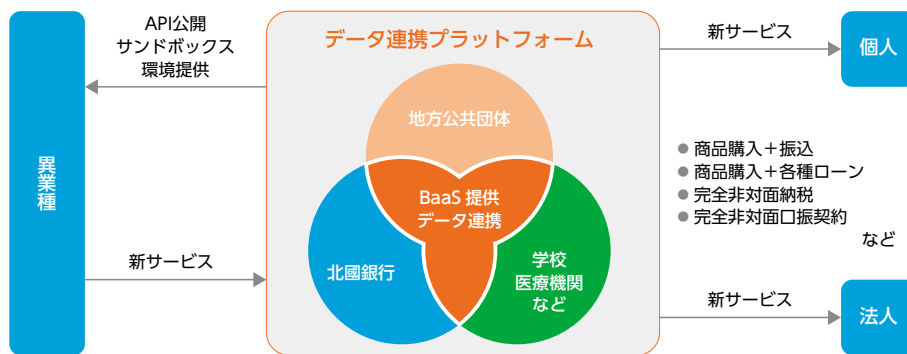 異業種
API公開
サンドボックス
環境提供
新サービス
データ連携プラットフォーム
地方公共団体
BaaS 提供
データ連携
北國銀行
学校
医療機関
など
新サービス
個人
● 商品購入＋振込
● 商品購入＋各種ローン
● 完全非対面納税
● 完全非対面口振契約
など
新サービス
法人